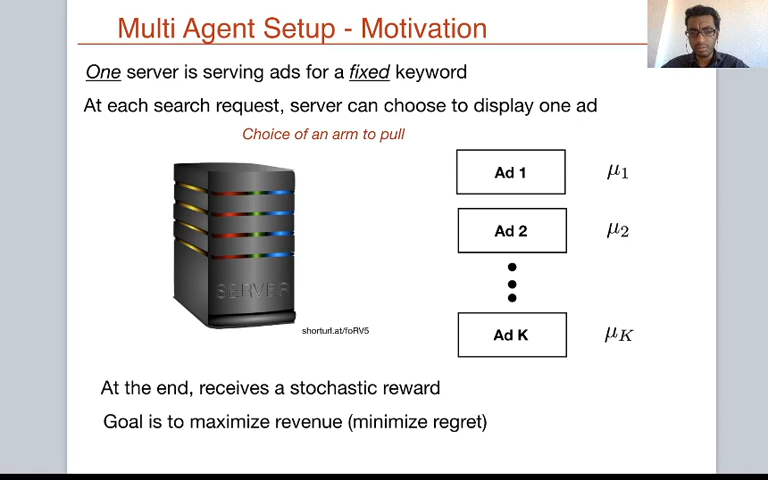 Multi Agent Setup - Motivation
One server is serving ads for a fixed keyword
At each search request, server can choose to display one ad
Choice of an arm to pull
Ad 1 μ₁
Ad 2 μ₂
SERVER
shorturl.at/foRV5
Ad K μ_K
At the end, receives a stochastic reward
Goal is to maximize revenue (minimize regret)